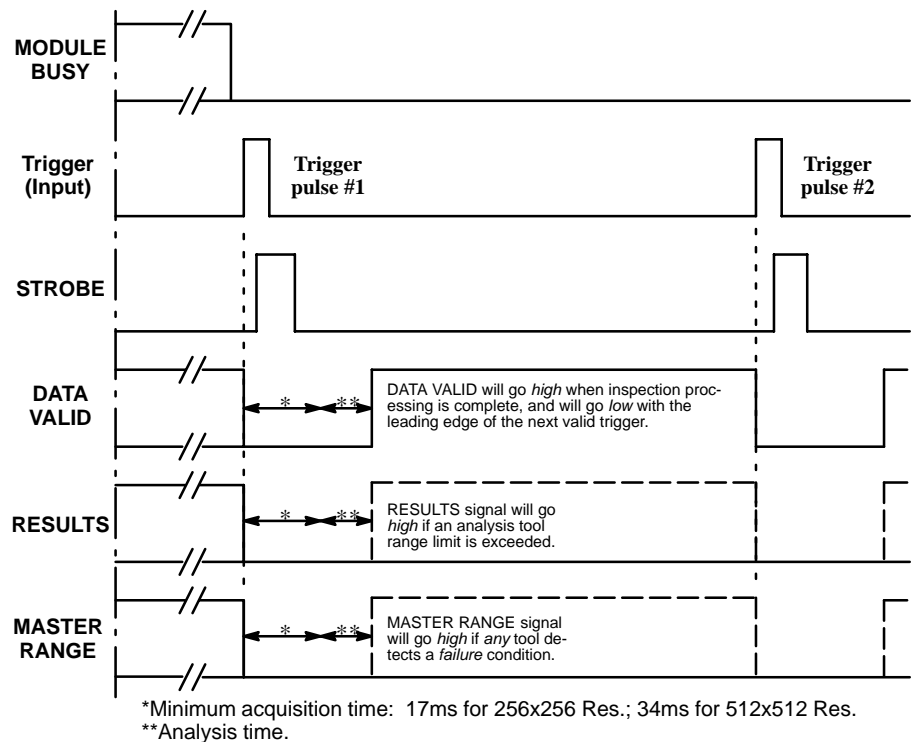 MODULE
BUSY
Trigger
(Input)
Trigger
pulse #1
Trigger
pulse #2
STROBE
DATA
VALID
*
**
DATA VALID will go high when inspection proc-
essing is complete, and will go low with the
leading edge of the next valid trigger.
RESULTS
*
**
RESULTS signal will go
high if an analysis tool
range limit is exceeded.
MASTER
RANGE
*
**
MASTER RANGE signal
will go high if any tool de-
tects a failure condition.
*Minimum acquisition time: 17ms for 256x256 Res.; 34ms for 512x512 Res.
**Analysis time.